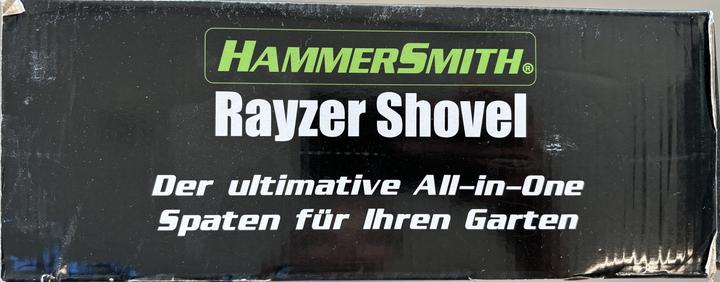 HAMMERSMITH®
Rayzer Shovel
Der ultimative All-in-One
Spaten für Ihren Garten